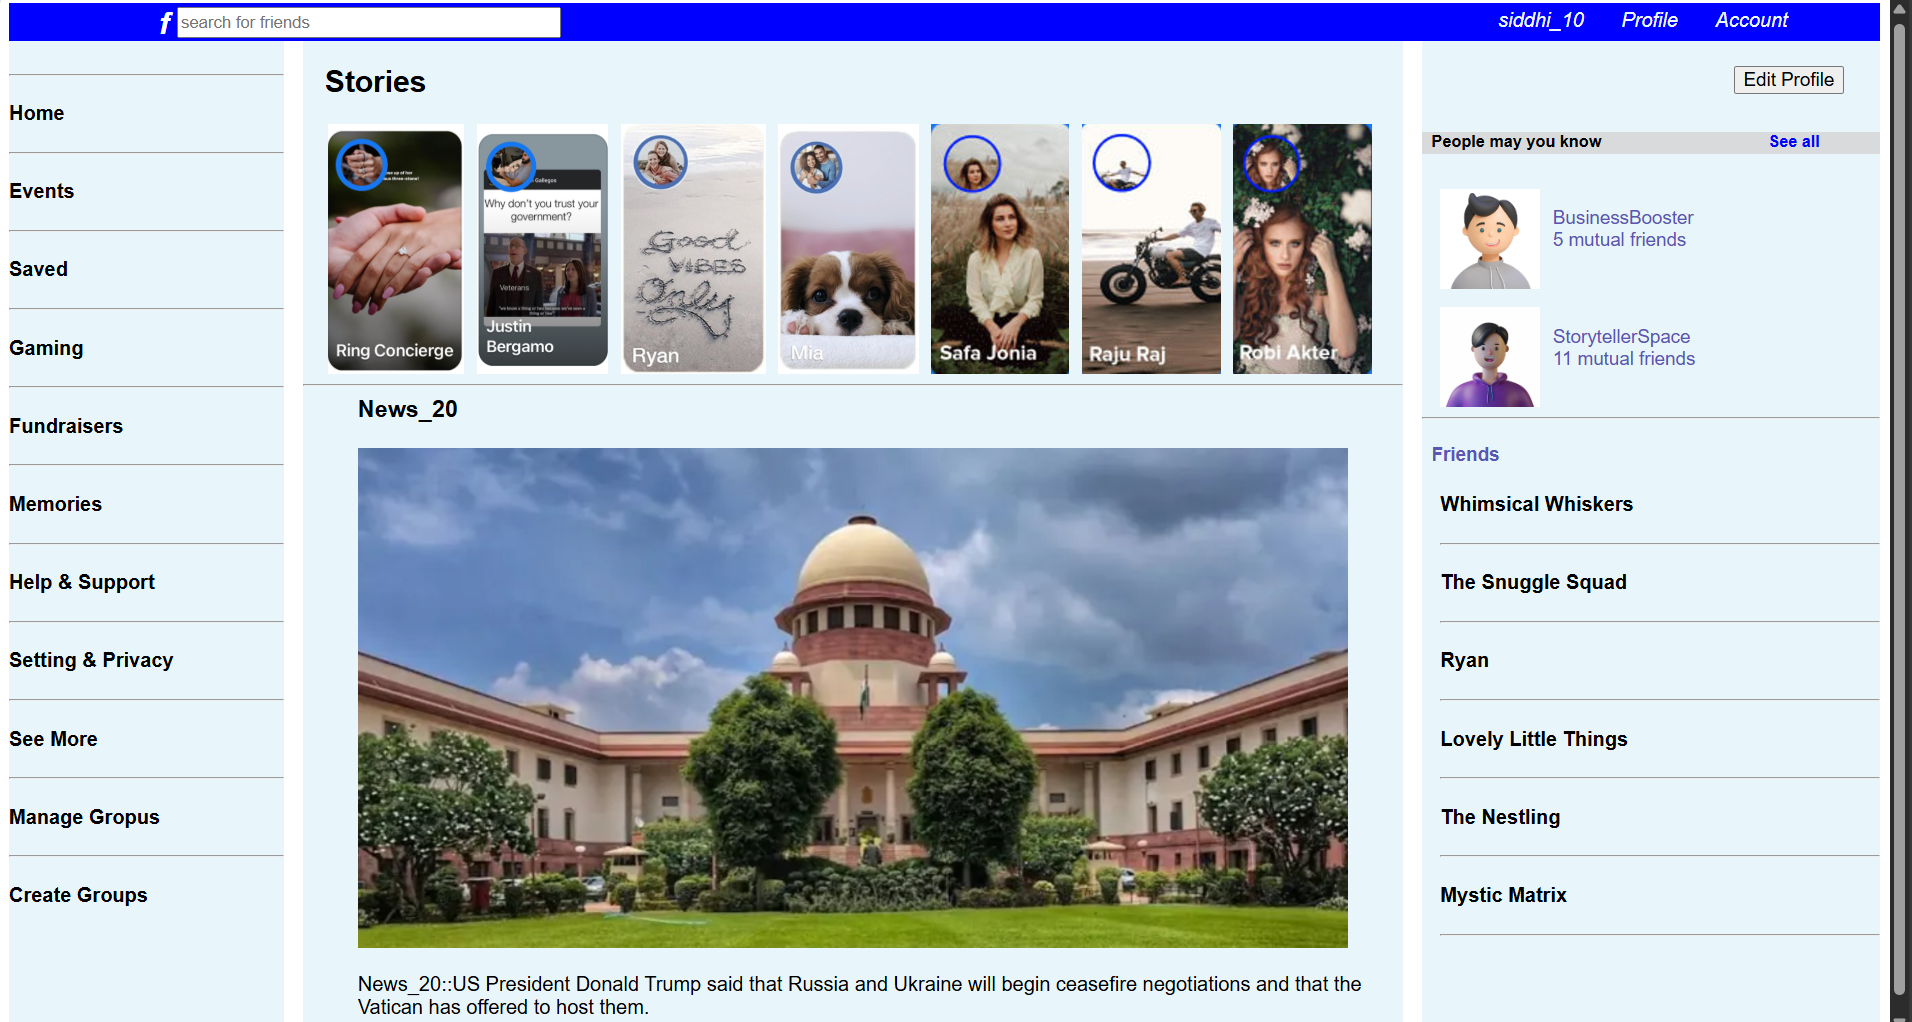 f search for friends siddhi_10 Profile Account
Home
Events
Saved
Gaming
Fundraisers
Memories
Help & Support
Setting & Privacy
See More
Manage Gropus
Create Groups
Stories
Ring Concierge
Gallegos
Why don't you trust your
government?
Veterans
Justin
Bergamo
Good
VIBES
Only
Ryan
Mia
Safa Jonia
Raju Raj
Robi Akter
News_20
News_20::US President Donald Trump said that Russia and Ukraine will begin ceasefire negotiations and that the
Vatican has offered to host them.
Edit Profile
People may you know See all
BusinessBooster
5 mutual friends
StorytellerSpace
11 mutual friends
Friends
Whimsical Whiskers
The Snuggle Squad
Ryan
Lovely Little Things
The Nestling
Mystic Matrix